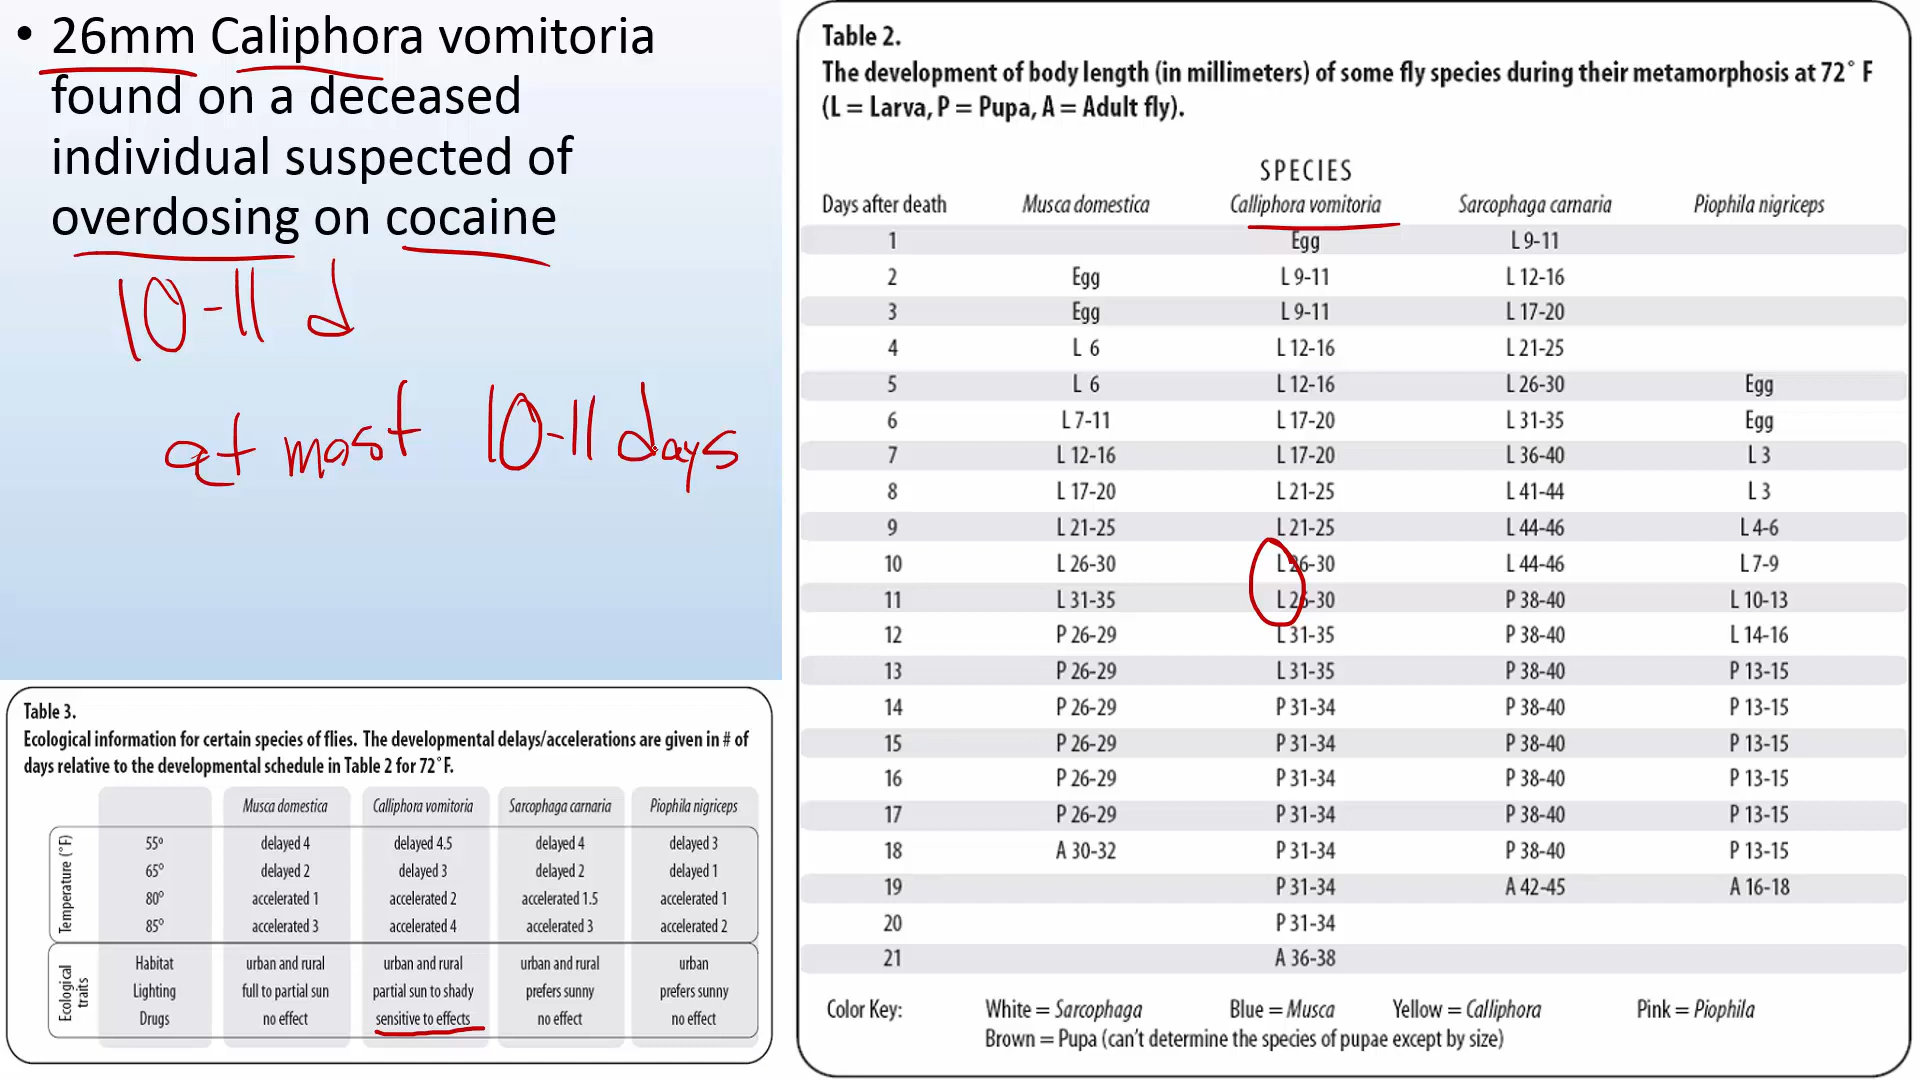 • 26mm Caliphora vomitoria
found on a deceased
individual suspected of
overdosing on cocaine
10-11 d
at most 10-11 days
Table 2.
The development of body length (in millimeters) of some fly species during their metamorphosis at 72° F
(L = Larva, P = Pupa, A = Adult fly).
SPECIES
Days after death Musca domestica Calliphora vomitoria Sarcophaga carnaria Piophila nigriceps
1 Egg L 9-11
2 Egg L 9-11 L 12-16
3 Egg L 9-11 L 17-20
4 L 6 L 12-16 L 21-25
5 L 6 L 12-16 L 26-30 Egg
6 L 7-11 L 17-20 L 31-35 Egg
7 L 12-16 L 17-20 L 36-40 L 3
8 L 17-20 L 21-25 L 41-44 L 3
9 L 21-25 L 21-25 L 44-46 L 4-6
10 L 26-30 L 26-30 L 44-46 L 7-9
11 L 31-35 L 26-30 P 38-40 L 10-13
12 P 26-29 L 31-35 P 38-40 L 14-16
13 P 26-29 L 31-35 P 38-40 P 13-15
14 P 26-29 P 31-34 P 38-40 P 13-15
15 P 26-29 P 31-34 P 38-40 P 13-15
16 P 26-29 P 31-34 P 38-40 P 13-15
17 P 26-29 P 31-34 P 38-40 P 13-15
18 A 30-32 P 31-34 P 38-40 P 13-15
19 P 31-34 A 42-45 A 16-18
20 P 31-34
21 A 36-38
Color Key: White = Sarcophaga Blue = Musca Yellow = Calliphora Pink = Piophila
Brown = Pupa (can't determine the species of pupae except by size)
Table 3.
Ecological information for certain species of flies. The developmental delays/accelerations are given in # of
days relative to the developmental schedule in Table 2 for 72°F.
Musca domestica Calliphora vomitoria Sarcophaga carnaria Piophila nigriceps
Temperature (°F)
55° delayed 4 delayed 4.5 delayed 4 delayed 3
65° delayed 2 delayed 3 delayed 2 delayed 1
80° accelerated 1 accelerated 2 accelerated 1.5 accelerated 1
85° accelerated 3 accelerated 4 accelerated 3 accelerated 2
Ecological
traits
Habitat urban and rural urban and rural urban and rural urban
Lighting full to partial sun partial sun to shady prefers sunny prefers sunny
Drugs no effect sensitive to effects no effect no effect